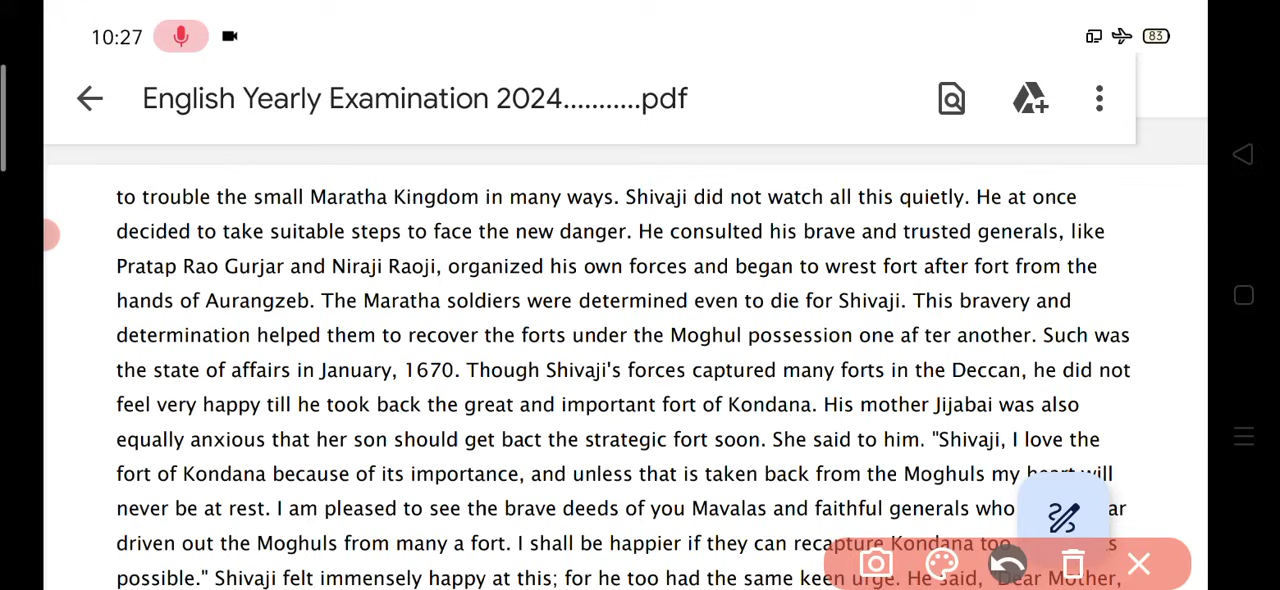 10:27
83
English Yearly Examination 2024...........pdf
to trouble the small Maratha Kingdom in many ways. Shivaji did not watch all this quietly. He at once
decided to take suitable steps to face the new danger. He consulted his brave and trusted generals, like
Pratap Rao Gurjar and Niraji Raoji, organized his own forces and began to wrest fort after fort from the
hands of Aurangzeb. The Maratha soldiers were determined even to die for Shivaji. This bravery and
determination helped them to recover the forts under the Moghul possession one af ter another. Such was
the state of affairs in January, 1670. Though Shivaji's forces captured many forts in the Deccan, he did not
feel very happy till he took back the great and important fort of Kondana. His mother Jijabai was also
equally anxious that her son should get bact the strategic fort soon. She said to him. "Shivaji, I love the
fort of Kondana because of its importance, and unless that is taken back from the Moghuls my heart will
never be at rest. I am pleased to see the brave deeds of you Mavalas and faithful generals who
driven out the Moghuls from many a fort. I shall be happier if they can recapture Kondana too
possible." Shivaji felt immensely happy at this; for he too had the same keen urge. He said, "Dear Mother,